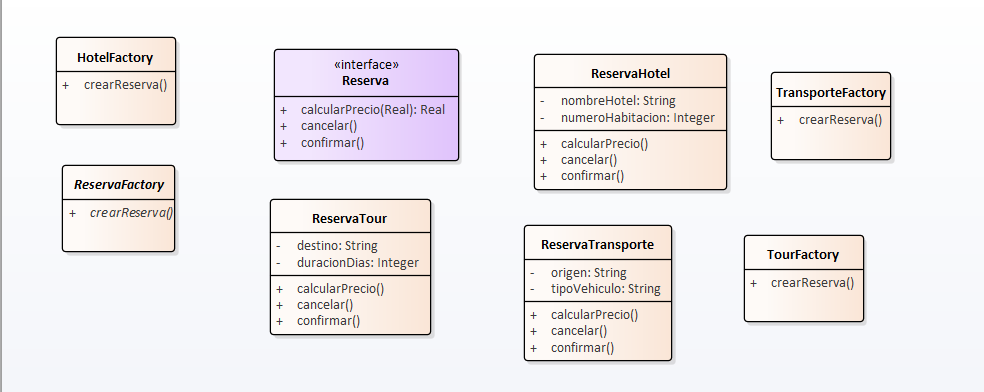 HotelFactory
+ crearReserva()
«interface»
Reserva
+ calcularPrecio(Real): Real
+ cancelar()
+ confirmar()
ReservaHotel
- nombreHotel: String
- numeroHabitacion: Integer
+ calcularPrecio()
+ cancelar()
+ confirmar()
TransporteFactory
+ crearReserva()
ReservaFactory
+ crearReserva()
ReservaTour
- destino: String
- duracionDias: Integer
+ calcularPrecio()
+ cancelar()
+ confirmar()
ReservaTransporte
- origen: String
- tipoVehiculo: String
+ calcularPrecio()
+ cancelar()
+ confirmar()
TourFactory
+ crearReserva()